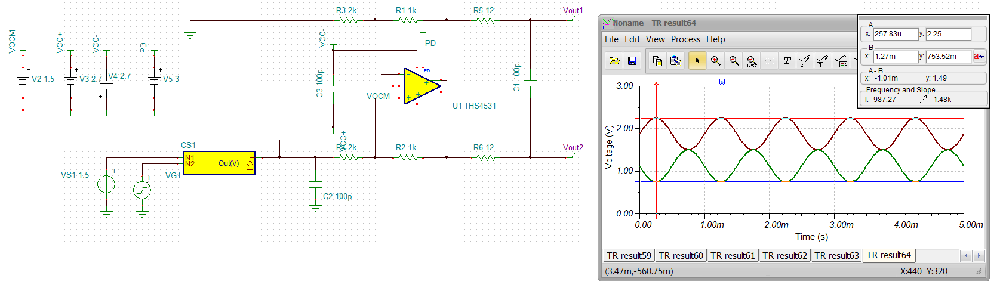 VOCM
V2 1.5
VCC+
V3 2.7
VCC-
V4 2.7
PD
V5 3
R3 2k
R1 1k
R5 12
Vout1
VCC-
PD
PD
C3 100p
VOCM
U1 THS4531
C1 100p
VCC+
R4 2k
R2 1k
R6 12
Vout2
CS1
N1
N2
Out(V)
VS1 1.5
VG1
C2 100p
Noname - TR result64
File Edit View Process Help
A
x: 257.83u y: 2.25
B
x: 1.27m y: 753.52m a
A - B
x: -1.01m y: 1.49
Frequency and Slope
f: 987.27 -1.48k
100%
T
a b
3.00
2.00
1.00
0.00
Voltage (V)
0.00 1.00m 2.00m 3.00m 4.00m 5.00m
Time (s)
TR result59 TR result60 TR result61 TR result62 TR result63 TR result64
(3.47m,-560.75m) X:440 Y:320